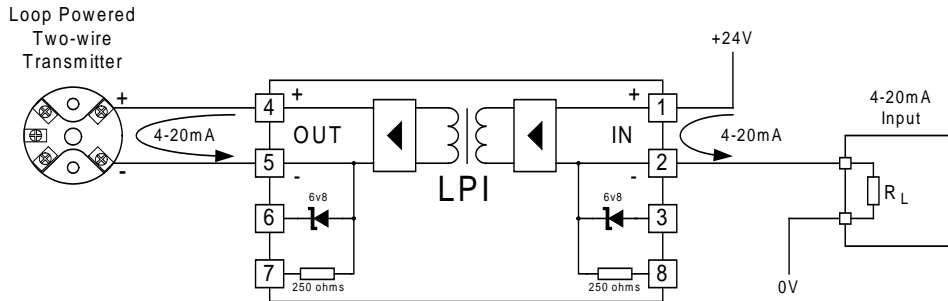 Loop Powered
Two-wire
Transmitter
+24V
+
4
+
+
1
4-20mA
Input
4-20mA
OUT
IN
4-20mA
-
5
-
-
2
LPI
R L
6v8
6v8
6
3
7
250 ohms
250 ohms
8
0V